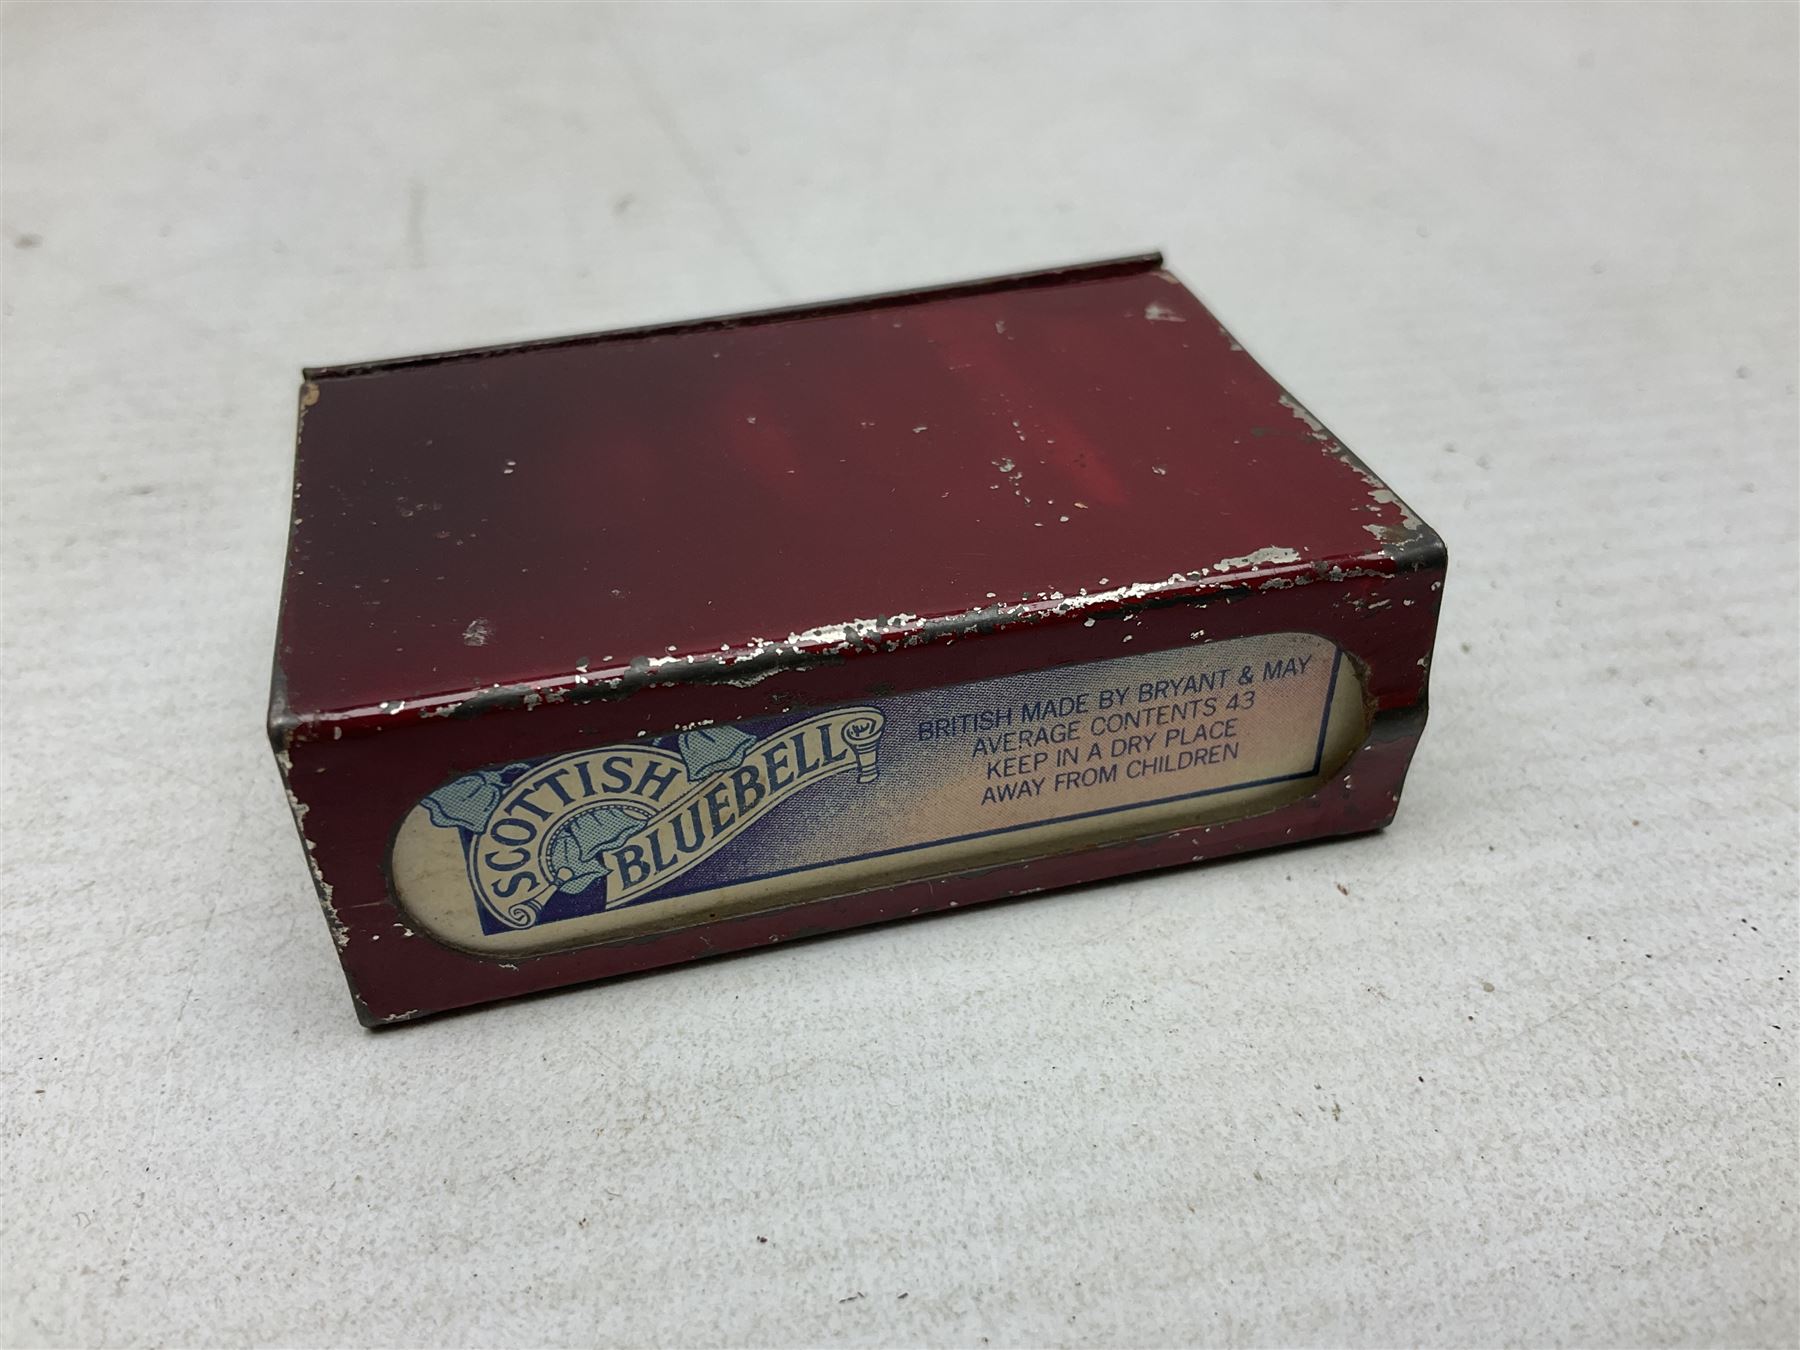 SCOTTISH
BLUEBELL
BRITISH MADE BY BRYANT & MAY
AVERAGE CONTENTS 43
KEEP IN A DRY PLACE
AWAY FROM CHILDREN